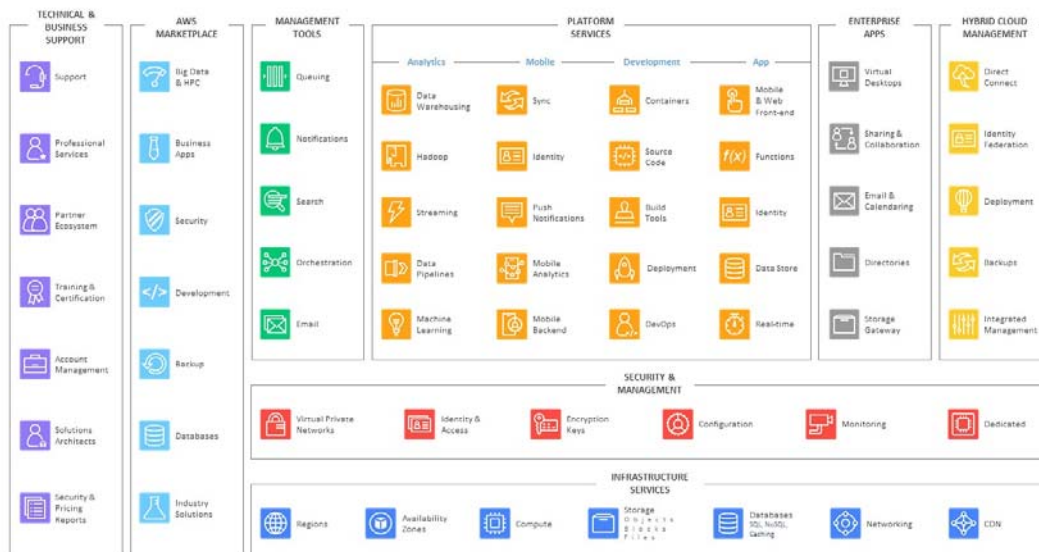 TECHNICAL &
BUSINESS
SUPPORT
Support
Professional
Services
Partner
Ecosystem
Training &
Certification
Account
Management
Solutions
Architects
Security &
Pricing
Reports
AWS
MARKETPLACE
Big Data
& HPC
Business
Apps
Security
Development
Backup
Databases
Industry
Solutions
MANAGEMENT
TOOLS
Queuing
Notifications
Search
Orchestration
Email
PLATFORM
SERVICES
Analytics
Data
Warehousing
Hadoop
Streaming
Data
Pipelines
Machine
Learning
Mobile
Sync
Identity
Push
Notifications
Mobile
Analytics
Mobile
Backend
Development
Containers
Source
Code
Build
Tools
Deployment
DevOps
App
Mobile
& Web
Front-end
f(x)
Functions
Identity
Data Store
Real-time
ENTERPRISE
APPS
Virtual
Desktops
Sharing &
Collaboration
Email &
Calendaring
Directories
Storage
Gateway
HYBRID CLOUD
MANAGEMENT
Direct
Connect
Identity
Federation
Deployment
Backups
Integrated
Management
SECURITY &
MANAGEMENT
Virtual Private
Networks
Identity &
Access
Encryption
Keys
Configuration
Monitoring
Dedicated
INFRASTRUCTURE
SERVICES
Regions
Availability
Zones
Compute
Storage
Objects
Blocks
Files
Databases
SQL, NoSQL,
Caching
Networking
CDN